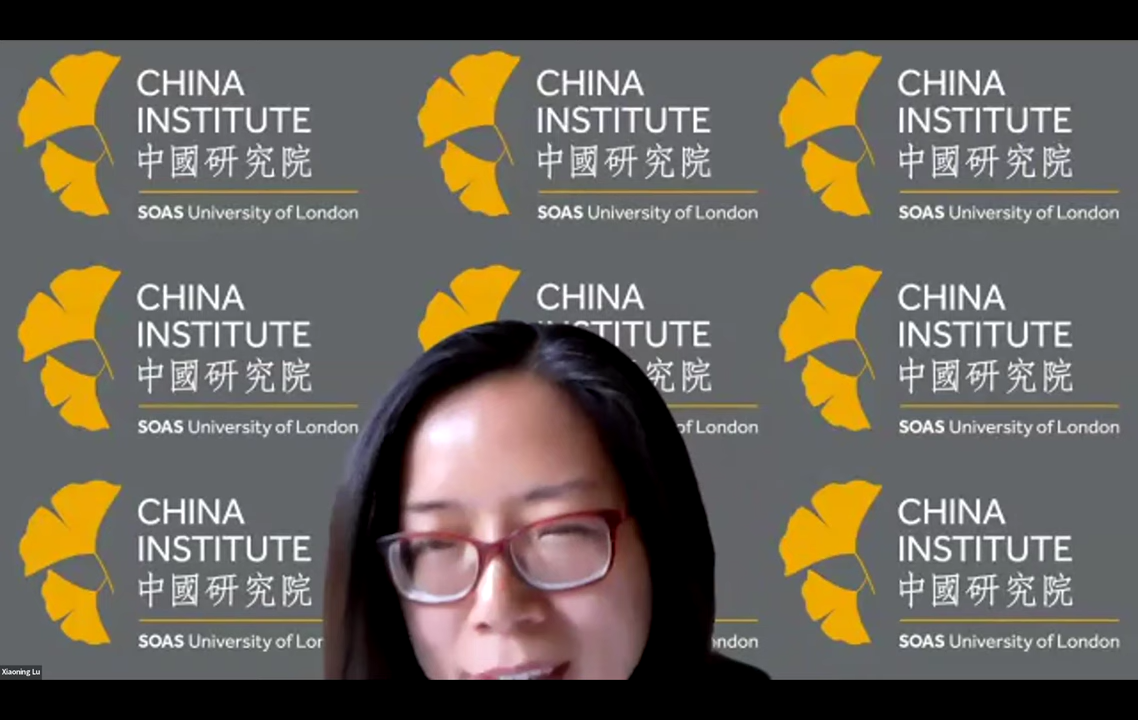 CHINA
INSTITUTE
中國研究院
SOAS University of London
CHINA
INSTITUTE
中國研究院
SOAS University of London
CHINA
INSTITUTE
中國研究院
SOAS University of London
CHINA
INSTITUTE
中國研究院
SOAS University of London
CHINA
TITUTE
究院
of London
CHINA
INSTITUTE
中國研究院
SOAS University of London
CHINA
INSTITUTE
中國研究院
SOAS University of Lon
ondon
CHINA
INSTITUTE
中國研究院
SOAS University of London
Xiaoning Lu